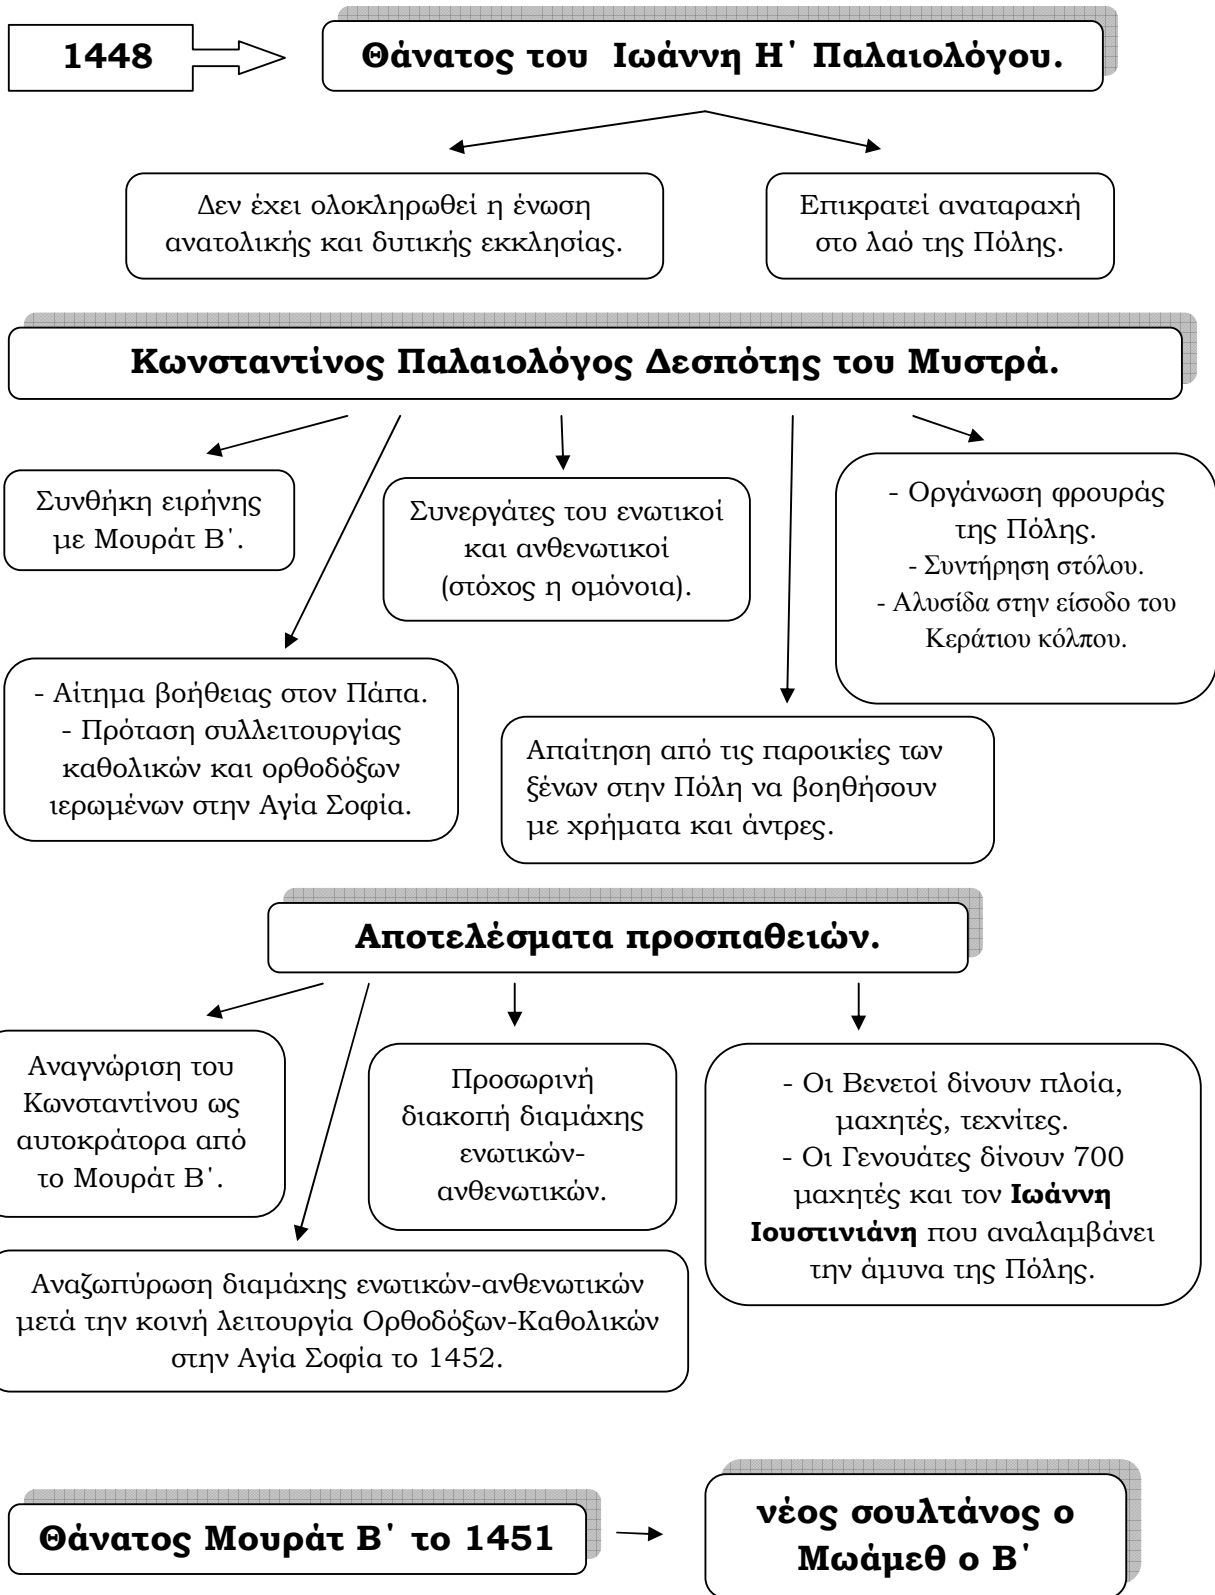 1448
Θάνατος του Ιωάννη Η΄ Παλαιολόγου.
Δεν έχει ολοκληρωθεί η ένωση
ανατολικής και δυτικής εκκλησίας.
Επικρατεί αναταραχή
στο λαό της Πόλης.
Κωνσταντίνος Παλαιολόγος Δεσπότης του Μυστρά.
Συνθήκη ειρήνης
με Μουράτ Β΄.
Συνεργάτες του ενωτικοί
και ανθενωτικοί
(στόχος η ομόνοια).
- Οργάνωση φρουράς
της Πόλης.
- Συντήρηση στόλου.
- Αλυσίδα στην είσοδο του
Κεράτιου κόλπου.
- Αίτημα βοήθειας στον Πάπα.
- Πρόταση συλλειτουργίας
καθολικών και ορθοδόξων
ιερωμένων στην Αγία Σοφία.
Απαίτηση από τις παροικίες των
ξένων στην Πόλη να βοηθήσουν
με χρήματα και άντρες.
Αποτελέσματα προσπαθειών.
Αναγνώριση του
Κωνσταντίνου ως
αυτοκράτορα από
το Μουράτ Β΄.
Προσωρινή
διακοπή διαμάχης
ενωτικών-
ανθενωτικών.
- Οι Βενετοί δίνουν πλοία,
μαχητές, τεχνίτες.
- Οι Γενουάτες δίνουν 700
μαχητές και τον Ιωάννη
Ιουστινιάνη που αναλαμβάνει
την άμυνα της Πόλης.
Αναζωπύρωση διαμάχης ενωτικών-ανθενωτικών
μετά την κοινή λειτουργία Ορθοδόξων-Καθολικών
στην Αγία Σοφία το 1452.
Θάνατος Μουράτ Β΄ το 1451
νέος σουλτάνος ο
Μωάμεθ ο Β΄